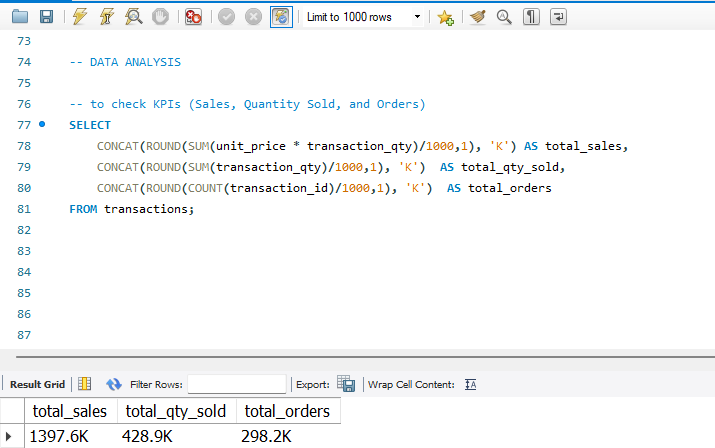 Limit to 1000 rows
73
74 -- DATA ANALYSIS
75
76 -- to check KPIs (Sales, Quantity Sold, and Orders)
77 SELECT
78 CONCAT(ROUND(SUM(unit_price * transaction_qty)/1000,1), 'K') AS total_sales,
79 CONCAT(ROUND(SUM(transaction_qty)/1000,1), 'K')  AS total_qty_sold,
80 CONCAT(ROUND(COUNT(transaction_id)/1000,1), 'K')  AS total_orders
81 FROM transactions;
82
83
84
85
86
87
Result Grid Filter Rows: Export: Wrap Cell Content:
total_sales total_qty_sold total_orders
1397.6K 428.9K 298.2K